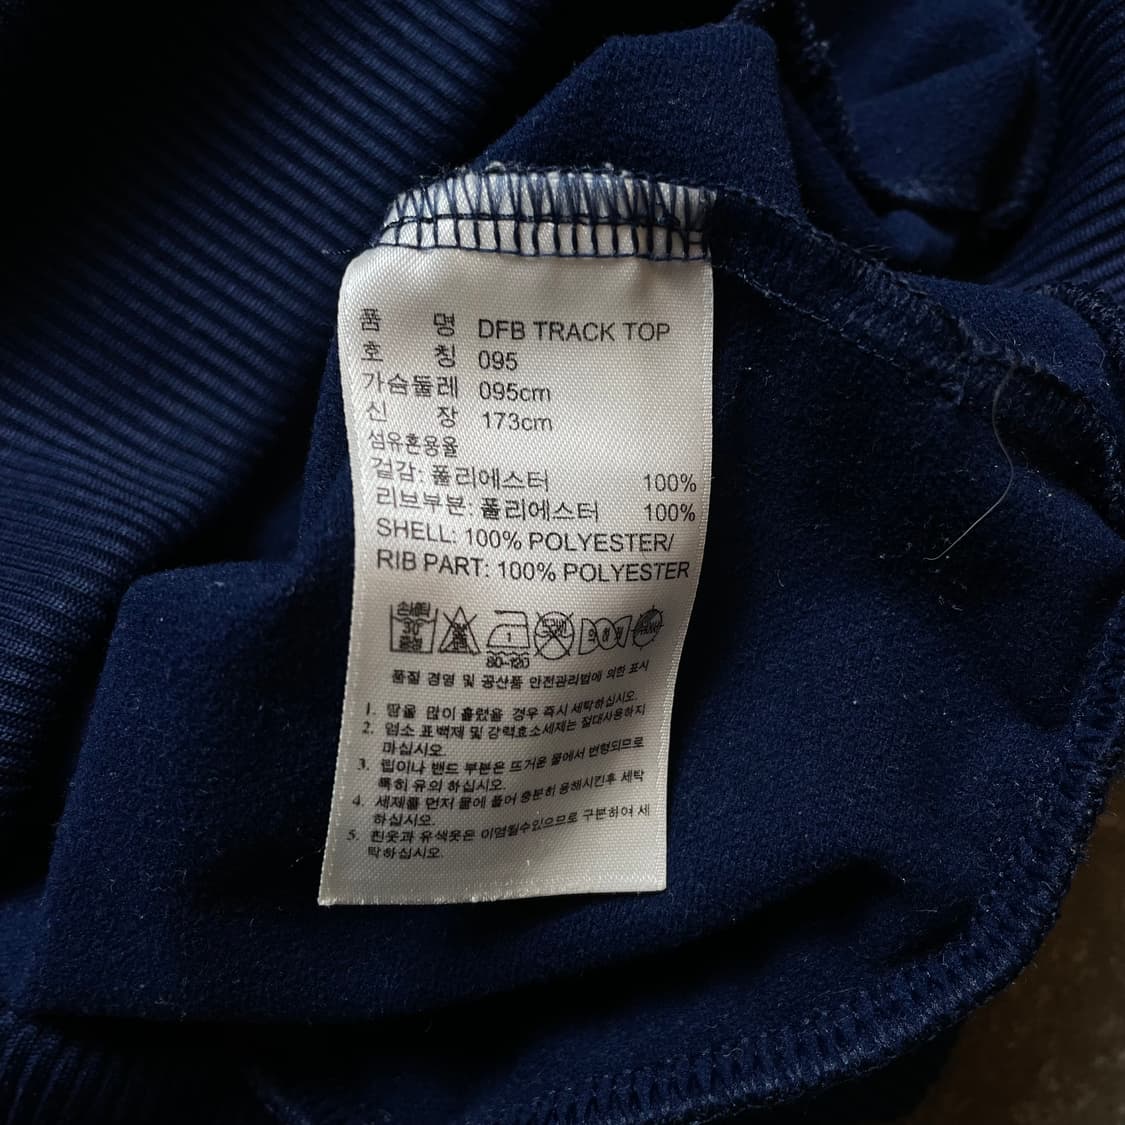 품 명 DFB TRACK TOP
호 칭 095
가슴둘레 095cm
신 장 173cm
섬유혼용율
겉감: 폴리에스터 100%
리브부분: 폴리에스터 100%
SHELL: 100% POLYESTER/
RIB PART: 100% POLYESTER
손세탁 30° 중성
80~120
품질 경영 및 공산품 안전관리법에 의한 표시
1. 땀을 많이 흘렸을 경우 즉시 세탁하십시오.
2. 염소 표백제 및 강력효소세제는 절대사용하지
마십시오.
3. 립이나 밴드 부분은 뜨거운 물에서 변형되므로
특히 유의 하십시오.
4. 세제를 먼저 물에 풀어 충분히 용해시킨후 세탁
하십시오.
5. 흰옷과 유색옷은 이염될수있으므로 구분하여 세
탁하십시오.